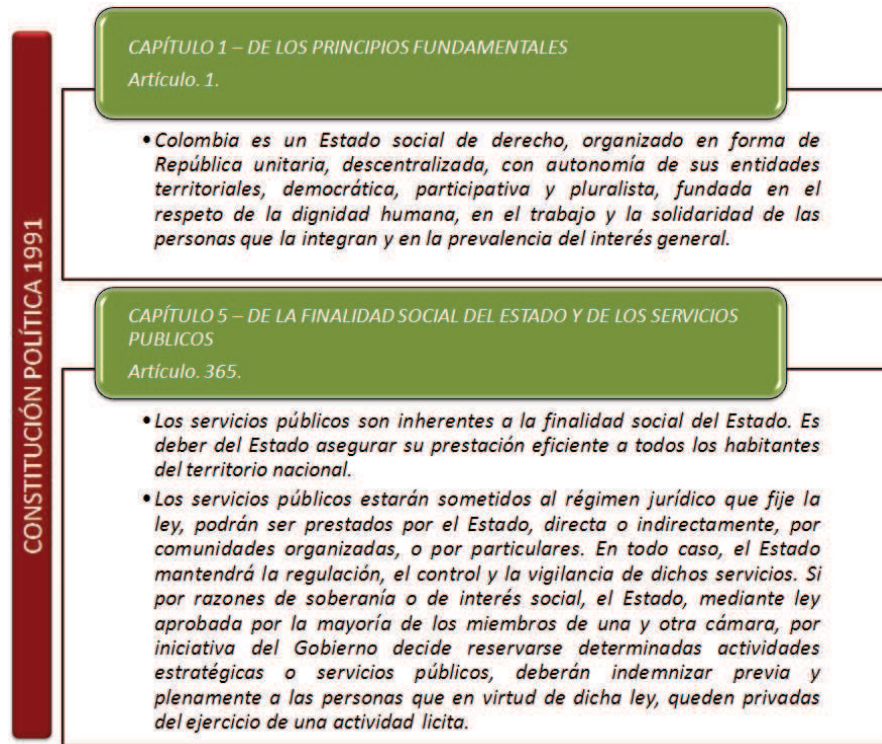 CONSTITUCIÓN POLÍTICA 1991
CAPÍTULO 1 – DE LOS PRINCIPIOS FUNDAMENTALES
Artículo. 1.
• Colombia es un Estado social de derecho, organizado en forma de
República unitaria, descentralizada, con autonomía de sus entidades
territoriales, democrática, participativa y pluralista, fundada en el
respeto de la dignidad humana, en el trabajo y la solidaridad de las
personas que la integran y en la prevalencia del interés general.
CAPÍTULO 5 – DE LA FINALIDAD SOCIAL DEL ESTADO Y DE LOS SERVICIOS
PUBLICOS
Artículo. 365.
• Los servicios públicos son inherentes a la finalidad social del Estado. Es
deber del Estado asegurar su prestación eficiente a todos los habitantes
del territorio nacional.
• Los servicios públicos estarán sometidos al régimen jurídico que fije la
ley, podrán ser prestados por el Estado, directa o indirectamente, por
comunidades organizadas, o por particulares. En todo caso, el Estado
mantendrá la regulación, el control y la vigilancia de dichos servicios. Si
por razones de soberanía o de interés social, el Estado, mediante ley
aprobada por la mayoría de los miembros de una y otra cámara, por
iniciativa del Gobierno decide reservarse determinadas actividades
estratégicas o servicios públicos, deberán indemnizar previa y
plenamente a las personas que en virtud de dicha ley, queden privadas
del ejercicio de una actividad licita.